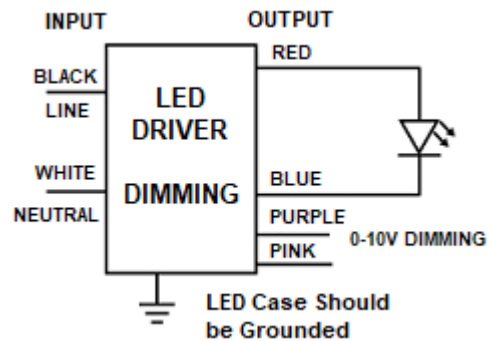 INPUT
OUTPUT
RED
BLACK
LINE
LED
DRIVER
WHITE
DIMMING
BLUE
NEUTRAL
PURPLE
0-10V DIMMING
PINK
LED Case Should
be Grounded